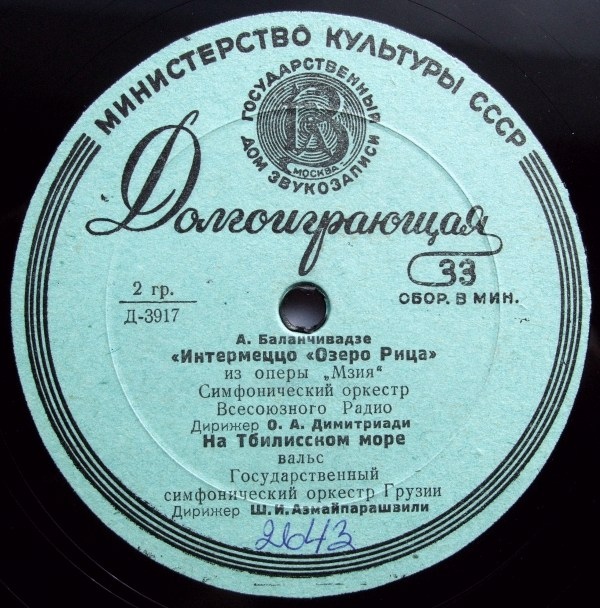 МИНИСТЕРСТВО КУЛЬТУРЫ СССР
ГОСУДАРСТВЕННЫЙ
ДОМ ЗВУКОЗАПИСИ
МОСКВА
Долгоиграющая
33
ОБОР. В МИН.
2 гр.
Д-3917
А. Баланчивадзе
«Интермеццо «Озеро Рица»
из оперы „Мзия“
Симфонический оркестр
Всесоюзного Радио
Дирижер О. А. Димитриади
На Тбилисском море
вальс
Государственный
симфонический оркестр Грузии
Дирижер Ш. И. Азмайпарашвили
2643